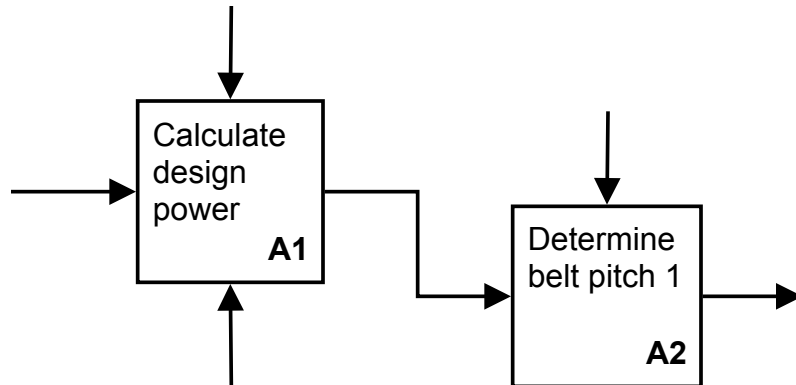 Calculate
design
power
A1
Determine
belt pitch 1
A2